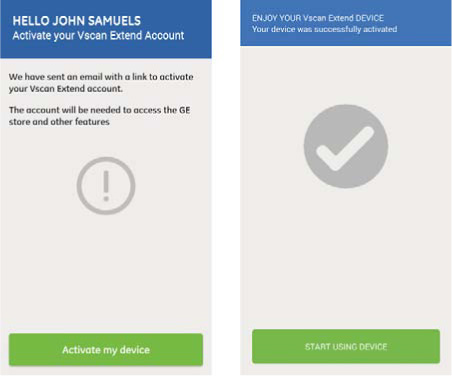 HELLO JOHN SAMUELS
Activate your Vscan Extend Account
We have sent an email with a link to activate
your Vscan Extend account.
The account will be needed to access the GE
store and other features
Activate my device
ENJOY YOUR Vscan Extend DEVICE
Your device was successfully activated
START USING DEVICE